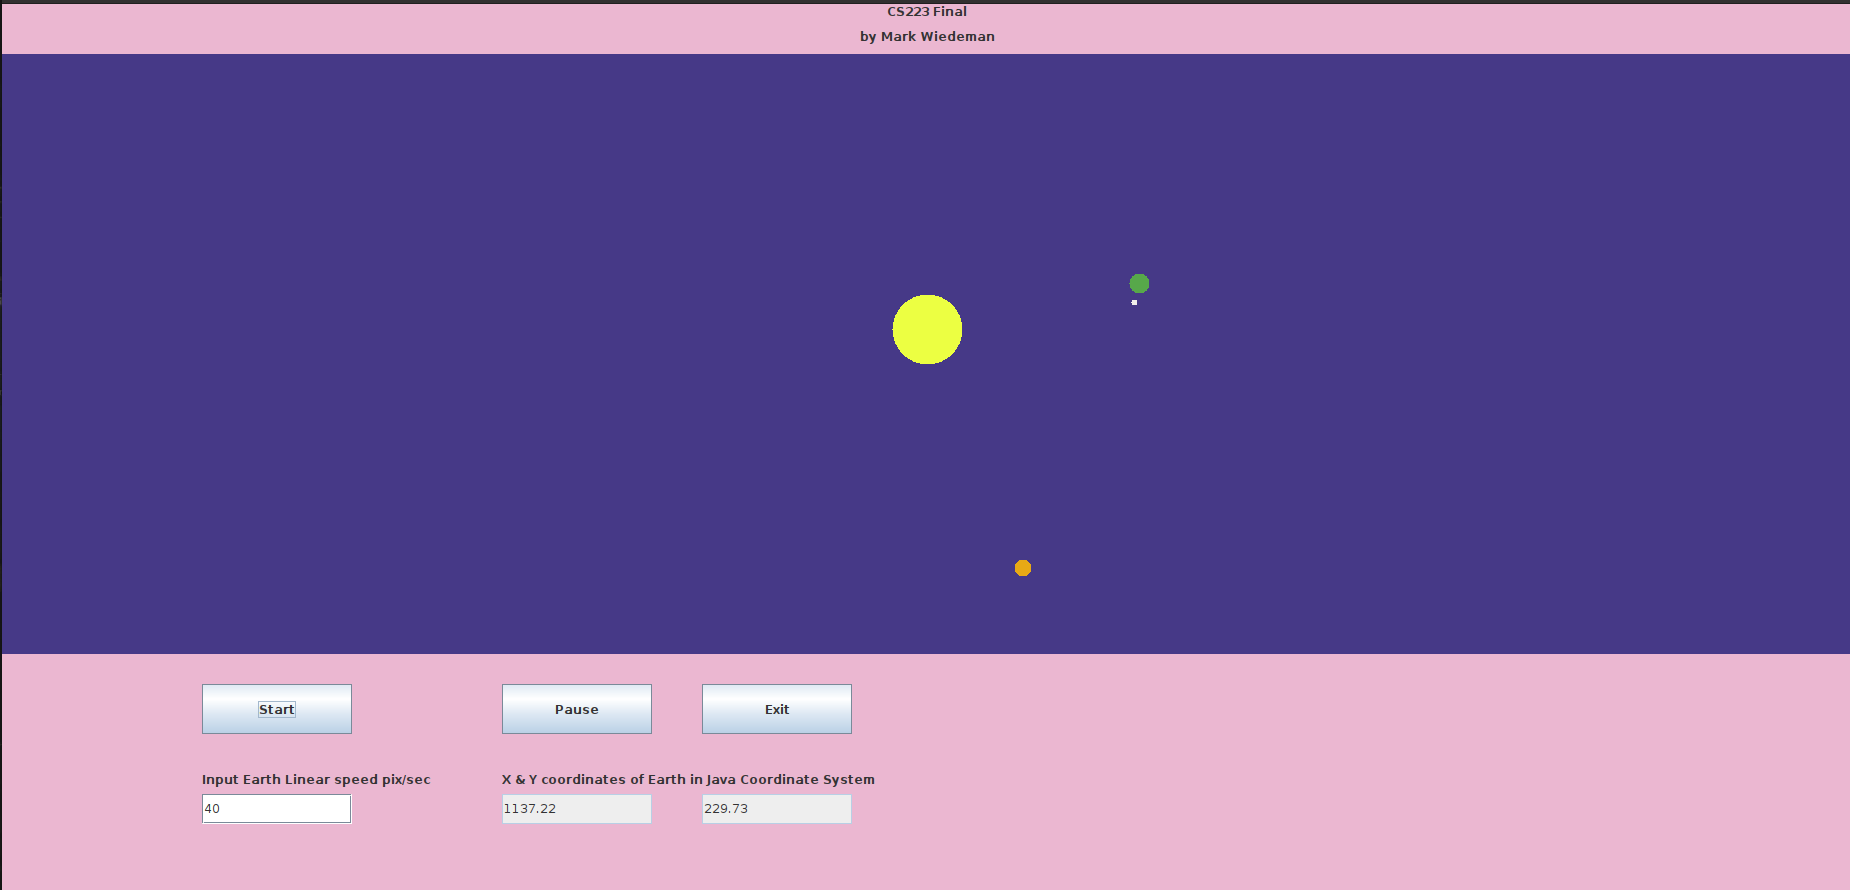 CS223 Final
by Mark Wiedeman
Start
Pause
Exit
Input Earth Linear speed pix/sec
X & Y coordinates of Earth in Java Coordinate System
40
1137.22
229.73